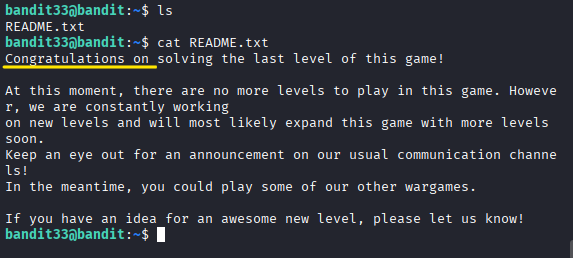 bandit33@bandit:~$ ls
README.txt
bandit33@bandit:~$ cat README.txt
Congratulations on solving the last level of this game!
At this moment, there are no more levels to play in this game. Howeve
r, we are constantly working
on new levels and will most likely expand this game with more levels
soon.
Keep an eye out for an announcement on our usual communication channe
ls!
In the meantime, you could play some of our other wargames.
If you have an idea for an awesome new level, please let us know!
bandit33@bandit:~$